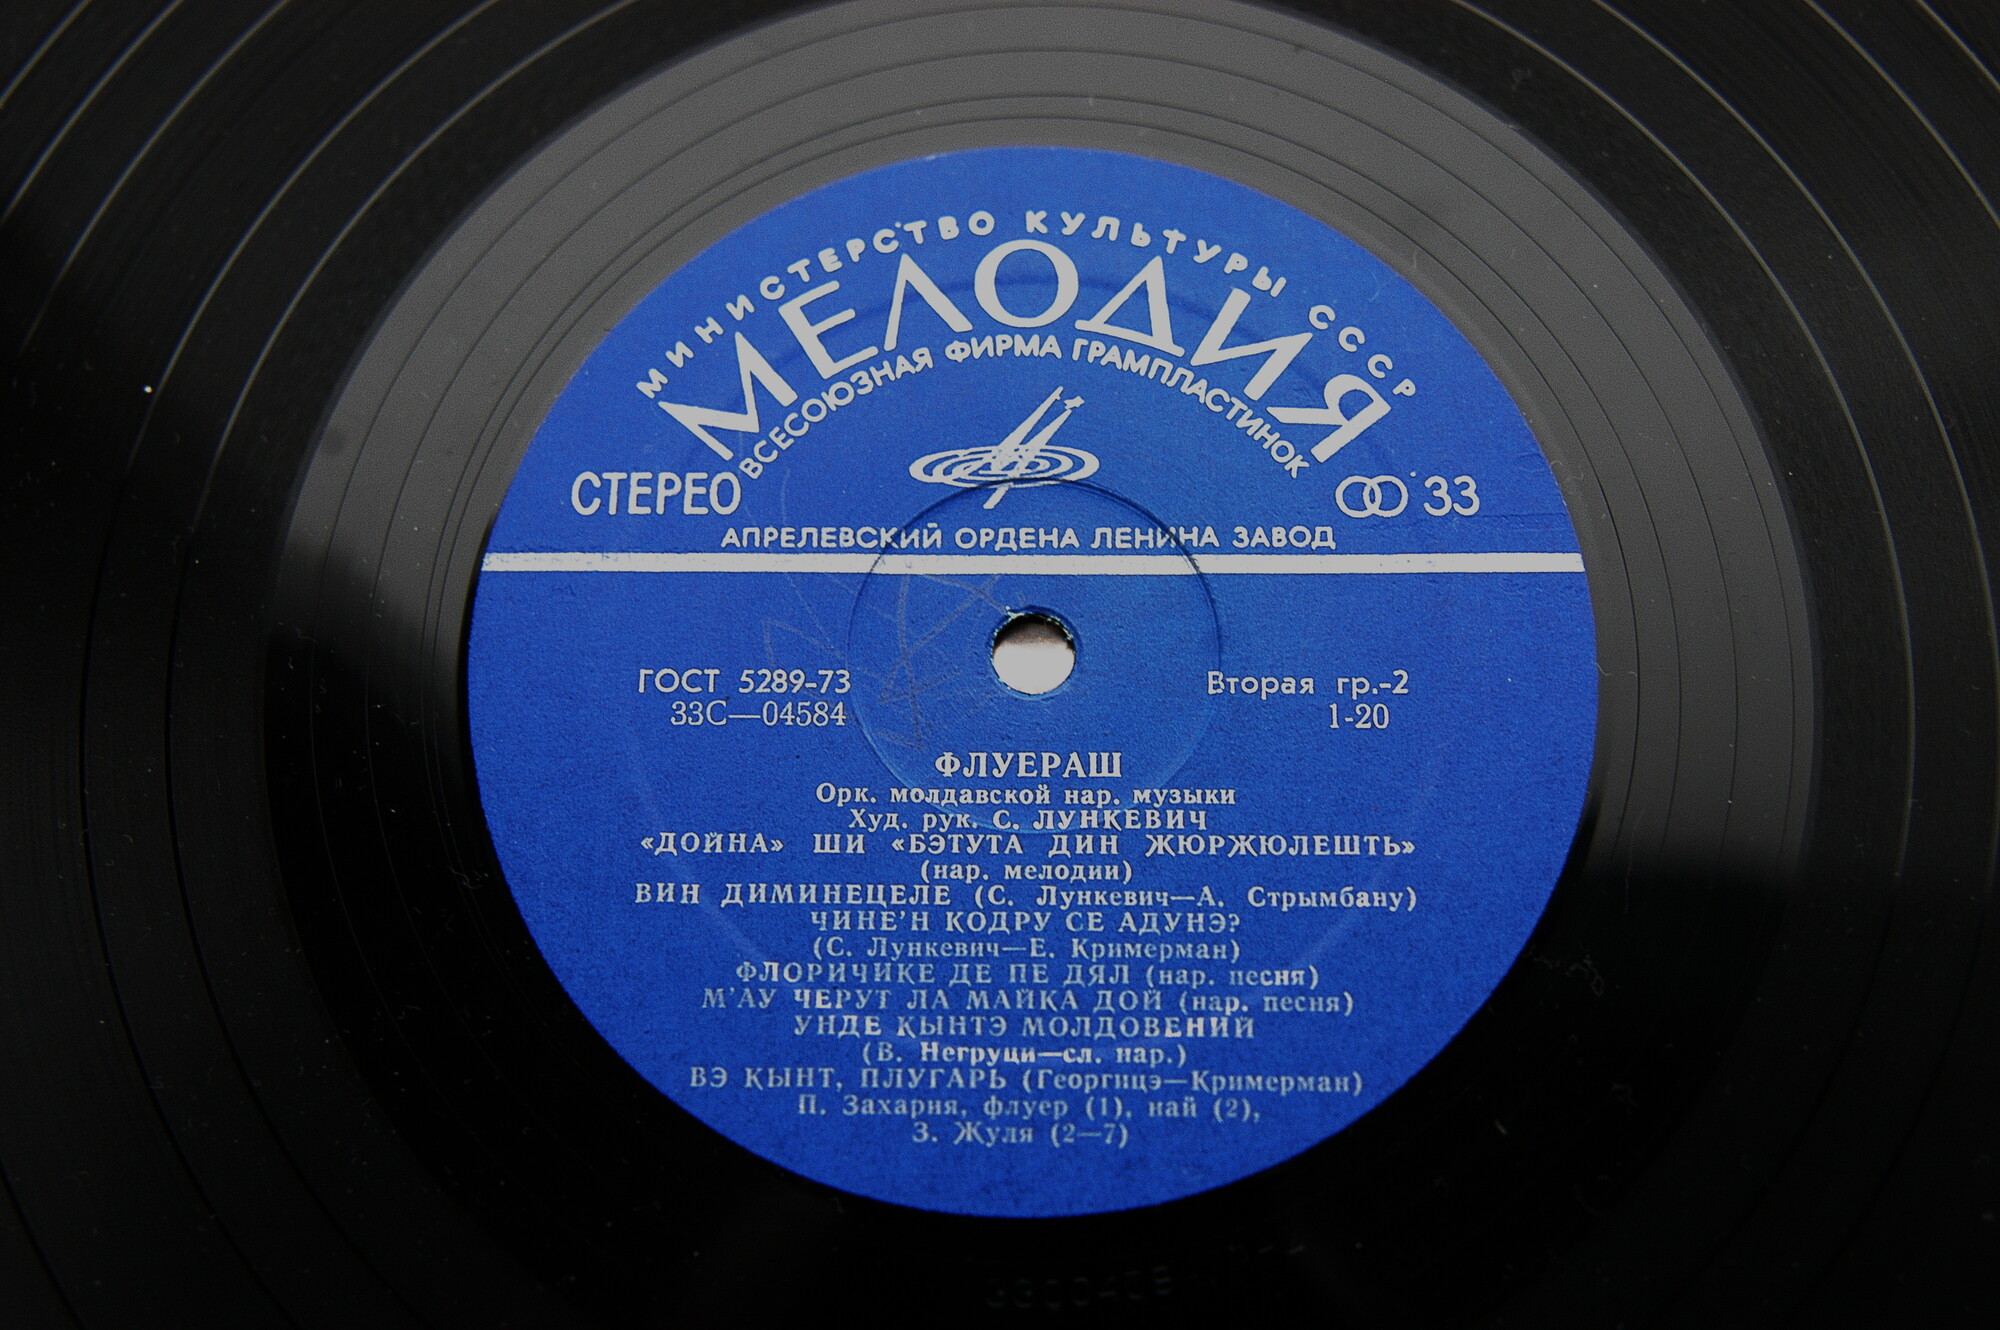 МИНИСТЕРСТВО КУЛЬТУРЫ СССР
МЕЛОДИЯ
ВСЕСОЮЗНАЯ ФИРМА ГРАМПЛАСТИНОК
СТЕРЕО 33
АПРЕЛЕВСКИЙ ОРДЕНА ЛЕНИНА ЗАВОД
ГОСТ 5289-73 Вторая гр.-2
33С—04584 1-20
ФЛУЕРАШ
Орк. молдавской нар. музыки
Худ. рук. С. ЛУНКЕВИЧ
«ДОЙНА» ШИ «БЭТУТА ДИН ЖЮРЖЮЛЕШТЬ»
(нар. мелодии)
ВИН ДИМИНЕЦЕЛЕ (С. Лункевич—А. Стрымбану)
ЧИНЕ'Н КОДРУ СЕ АДУНЭ?
(С. Лункевич—Е. Кримерман)
ФЛОРИЧИКЕ ДЕ ПЕ ДЯЛ (нар. песня)
М'АУ ЧЕРУТ ЛА МАЙКА ДОЙ (нар. песня)
УНДЕ КЫНТЭ МОЛДОВЕНИЙ
(В. Негруци—сл. нар.)
ВЭ КЫНТ, ПЛУГАРЬ (Георгицэ—Кримерман)
П. Захария, флуер (1), най (2),
З. Жуля (2—7)